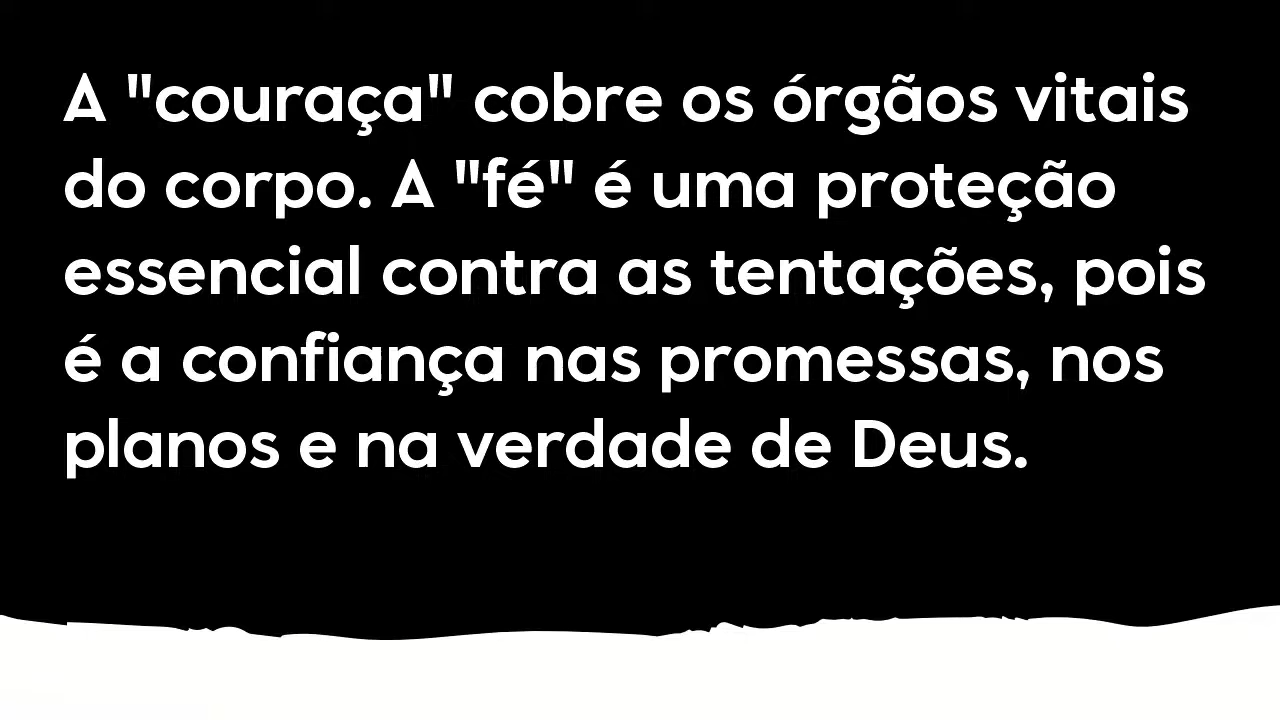 A "couraça" cobre os órgãos vitais
do corpo. A "fé" é uma proteção
essencial contra as tentações, pois
é a confiança nas promessas, nos
planos e na verdade de Deus.